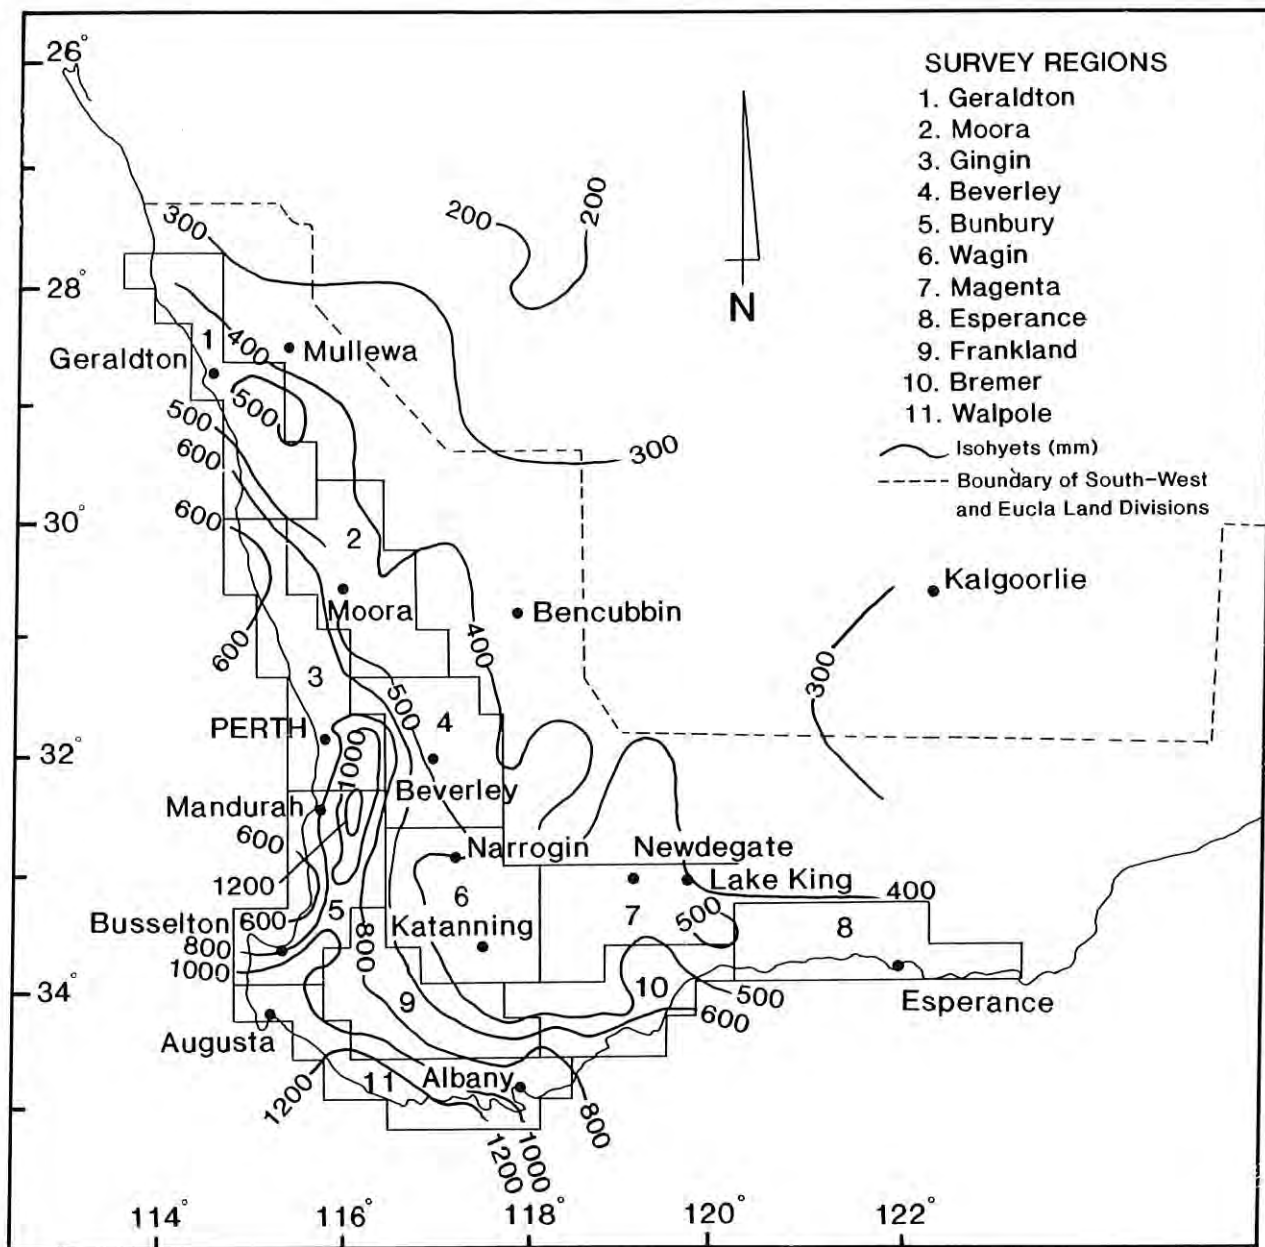 26°
28°
30°
32°
34°
114°
116°
118°
120°
122°
SURVEY REGIONS
1. Geraldton
2. Moora
3. Gingin
4. Beverley
5. Bunbury
6. Wagin
7. Magenta
8. Esperance
9. Frankland
10. Bremer
11. Walpole
Isohyets (mm)
Boundary of South-West
and Eucla Land Divisions
N
200
200
300
300
300
1
400
Mullewa
Geraldton
500
500
600
600
2
Moora
Bencubbin
Kalgoorlie
600
400
3
500
4
PERTH
1000
Beverley
Mandurah
600
1200
Narrogin
Newdegate
Lake King
400
6
7
500
8
Busselton
600
5
Katanning
800
1000
800
9
10
500
600
Esperance
Augusta
1200
11
Albany
800
1000
1200